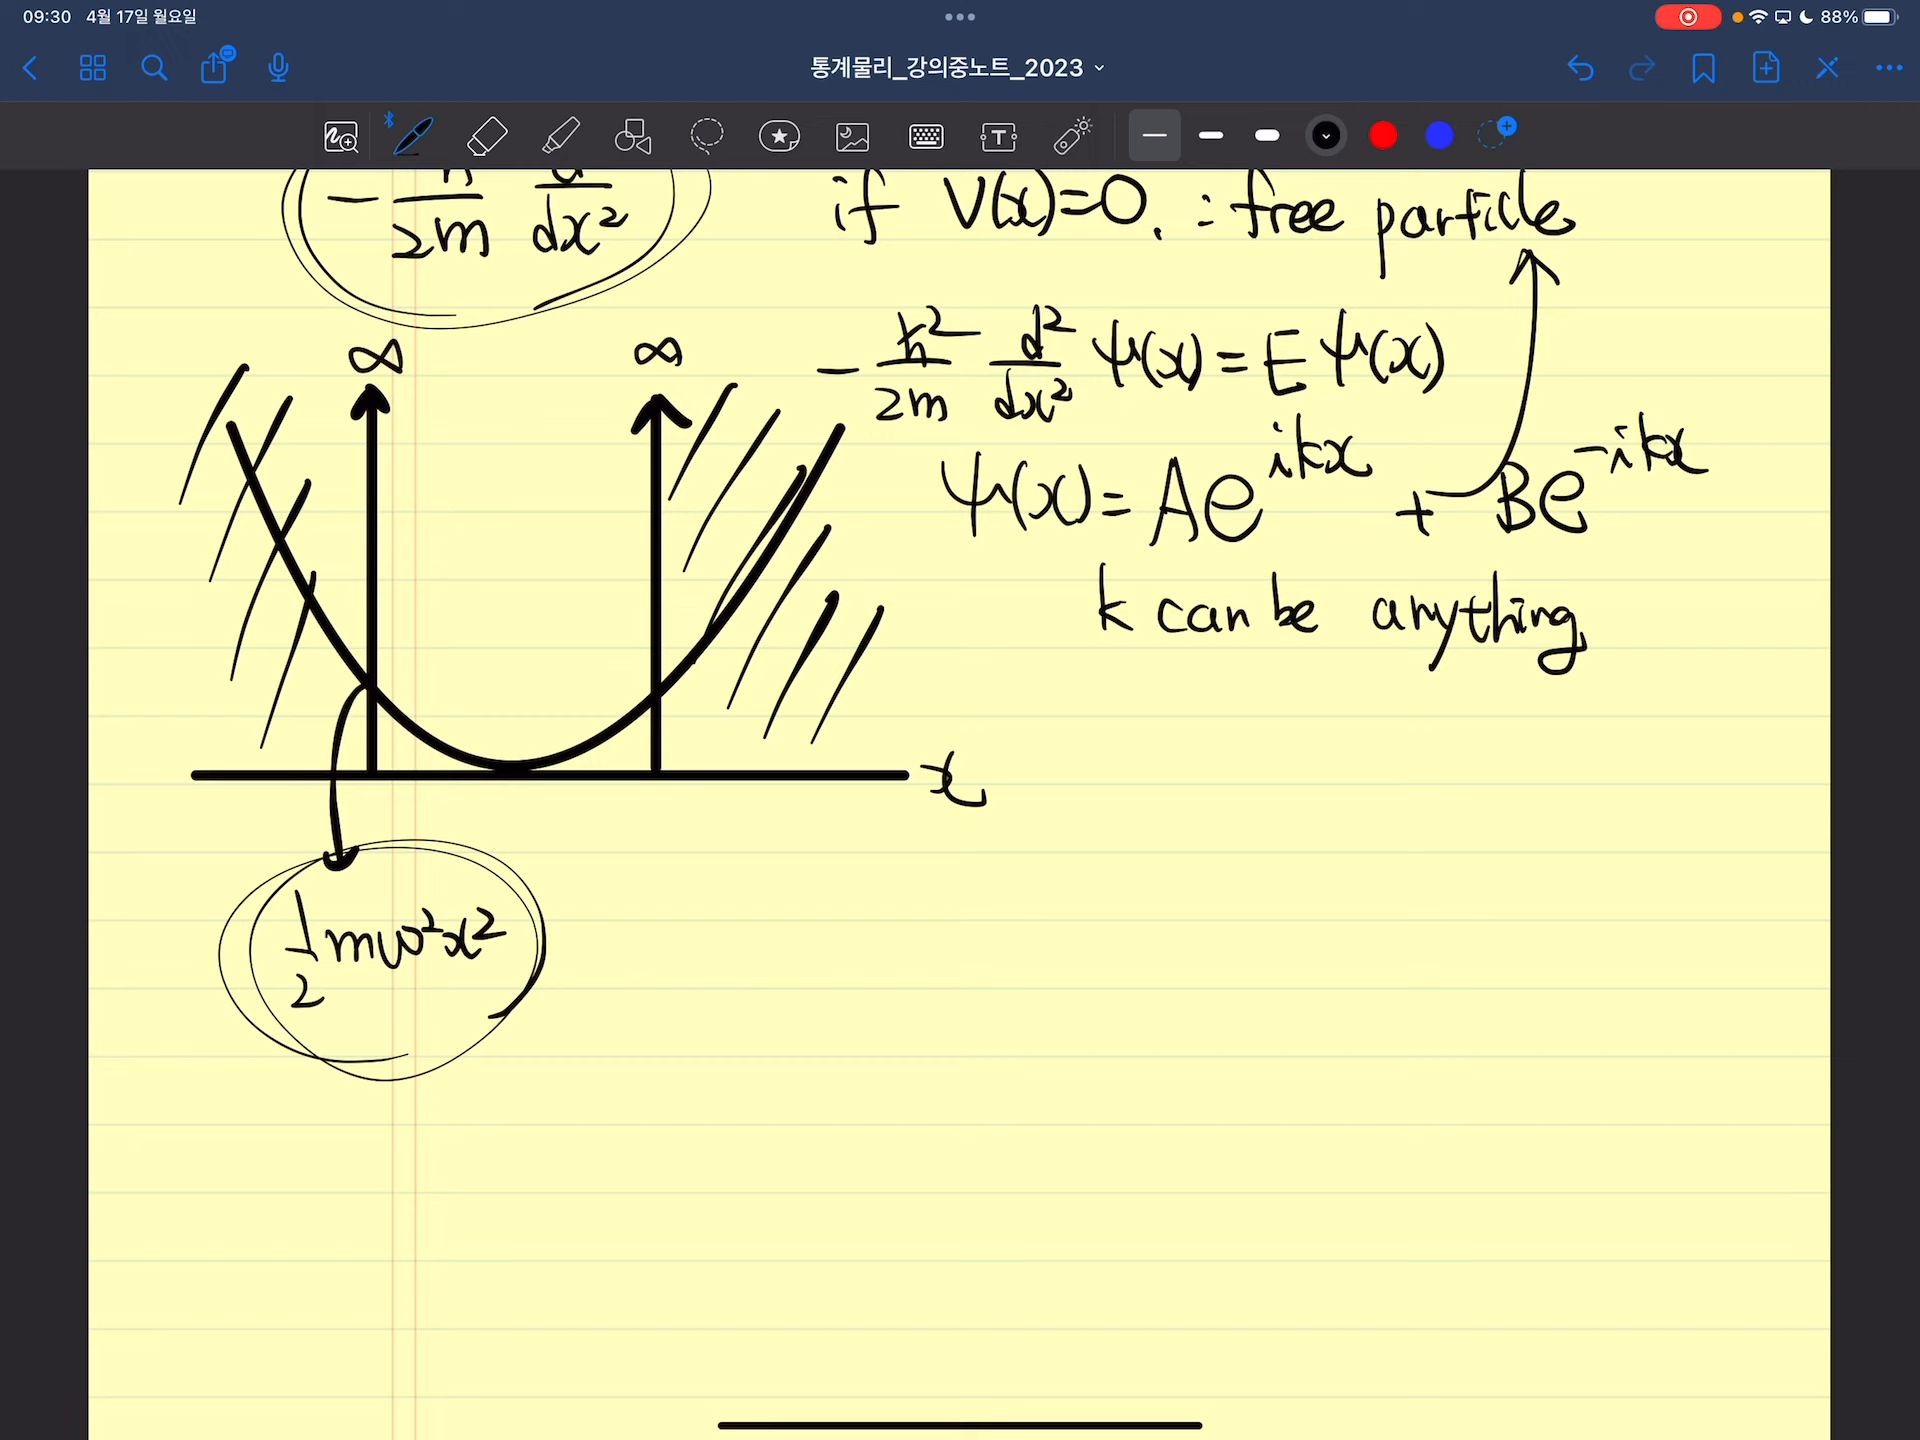 09:30 4월 17일 월요일
88%
통계물리_강의중노트_2023
T
- ħ / 2m d / dx²
if V(x)=0. : free particle
∞ ∞
- ħ²/2m d²/dx² ψ(x) = E ψ(x)
ψ(x) = A e^{ikx} + B e^{-ikx}
k can be anything
x
1/2 mω²x²